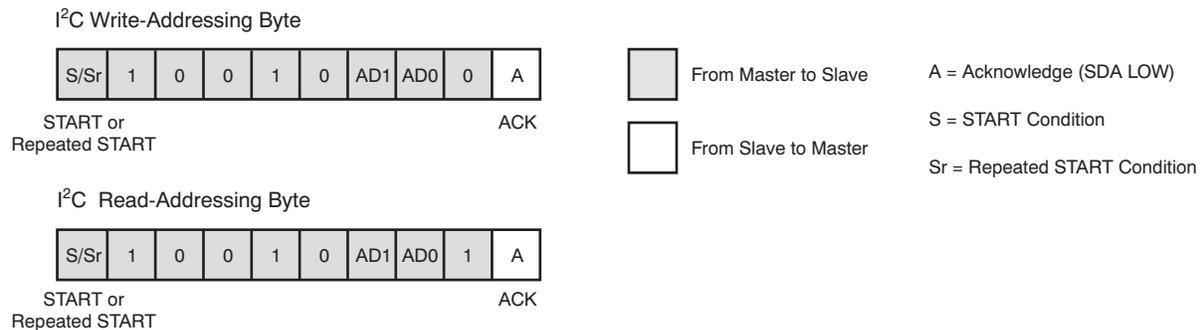 I²C Write-Addressing Byte
S/Sr 1 0 0 1 0 AD1 AD0 0 A
START or
Repeated START
ACK
I²C Read-Addressing Byte
S/Sr 1 0 0 1 0 AD1 AD0 1 A
START or
Repeated START
ACK
From Master to Slave
From Slave to Master
A = Acknowledge (SDA LOW)
S = START Condition
Sr = Repeated START Condition